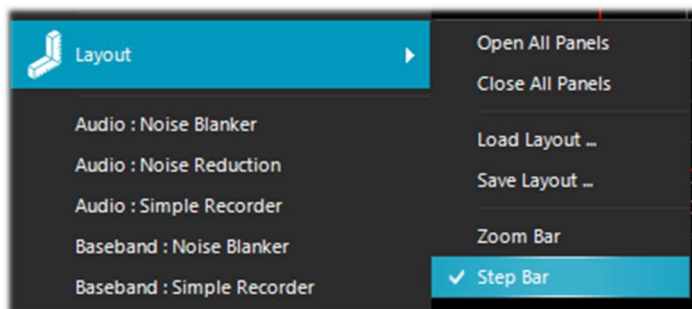 Layout
Audio : Noise Blanker
Audio : Noise Reduction
Audio : Simple Recorder
Baseband : Noise Blanker
Baseband : Simple Recorder
Open All Panels
Close All Panels
Load Layout ...
Save Layout ...
Zoom Bar
Step Bar